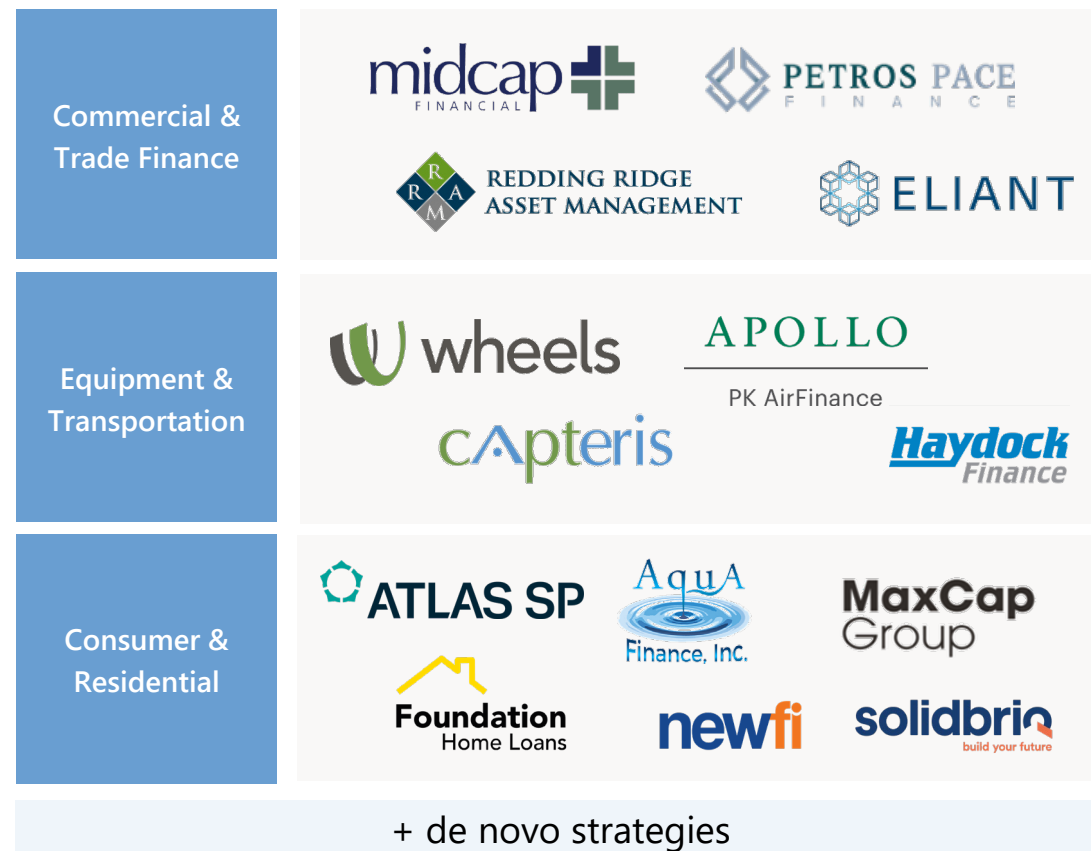 Commercial &
Trade Finance
midcap
FINANCIAL
PETROS PACE
FINANCE
R
R A
M
REDDING RIDGE
ASSET MANAGEMENT
ELIANT
Equipment &
Transportation
wheels
APOLLO
PK AirFinance
cApteris
Haydock
Finance
Consumer &
Residential
ATLAS SP
AquA
Finance, Inc.
MaxCap
Group
Foundation
Home Loans
newfi
solidbriq
build your future
+ de novo strategies